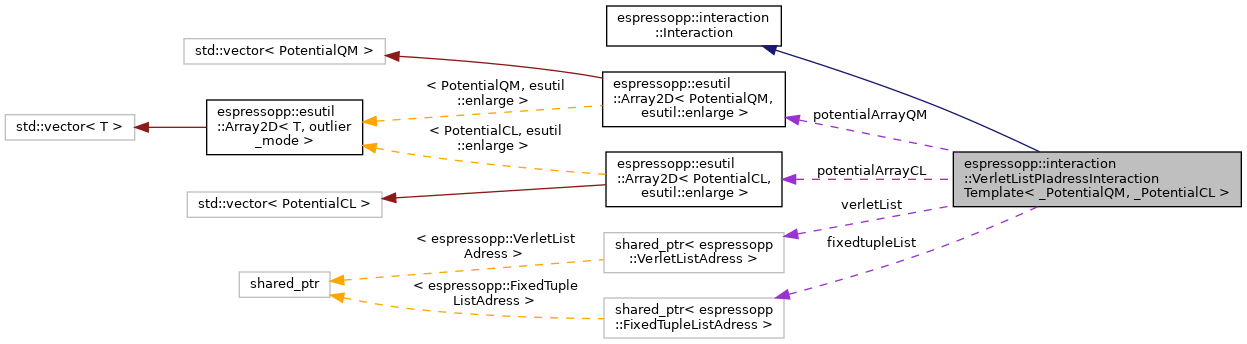 espressopp::interaction
::Interaction
std::vector< PotentialQM >
espressopp::esutil
::Array2D< PotentialQM,
esutil::enlarge >
< PotentialQM, esutil
::enlarge >
espressopp::esutil
::Array2D< T, outlier
_mode >
std::vector< T >
potentialArrayQM
< PotentialCL, esutil
::enlarge >
espressopp::esutil
::Array2D< PotentialCL,
esutil::enlarge >
potentialArrayCL
espressopp::interaction
::VerletListPIadressInteraction
Template< _PotentialQM, _PotentialCL >
std::vector< PotentialCL >
verletList
< espressopp::VerletList
Adress >
shared_ptr< espressopp
::VerletListAdress >
fixedtupleList
shared_ptr
< espressopp::FixedTuple
ListAdress >
shared_ptr< espressopp
::FixedTupleListAdress >